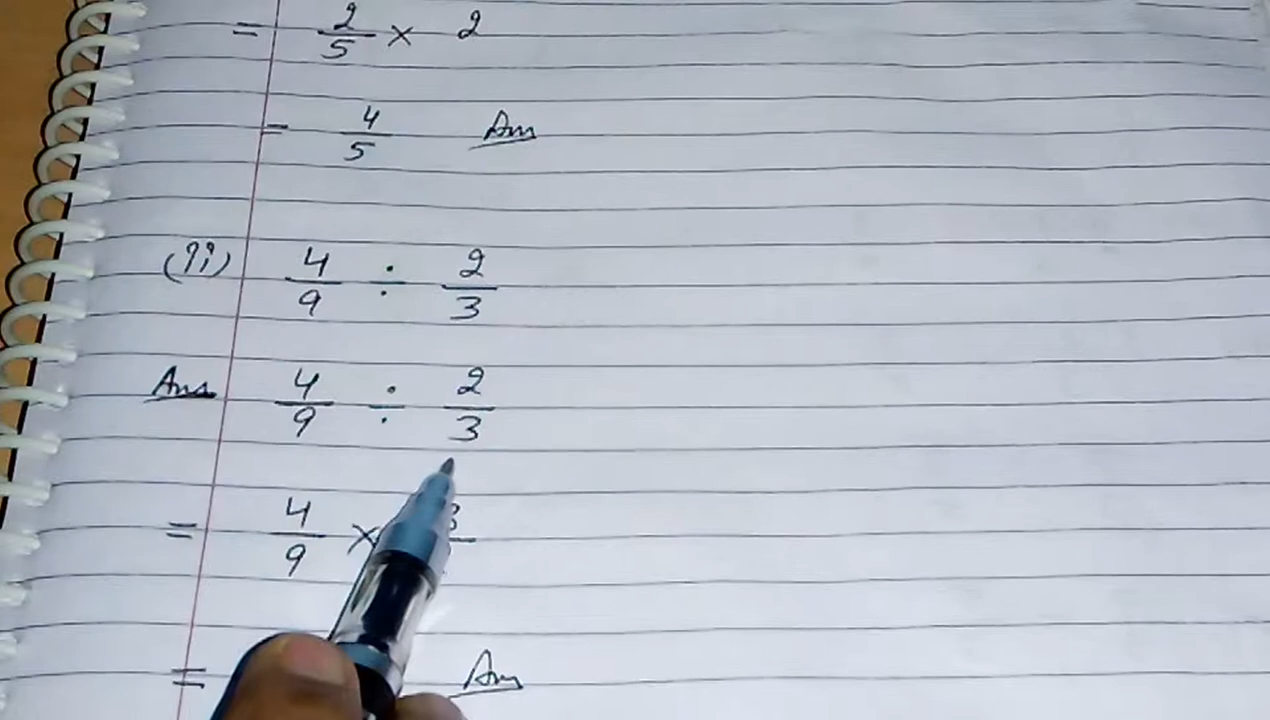 = 2/5 × 2
= 4/5 Ans
(ii) 4/9 ÷ 2/3
Ans 4/9 ÷ 2/3
= 4/9 × 3
= Ans